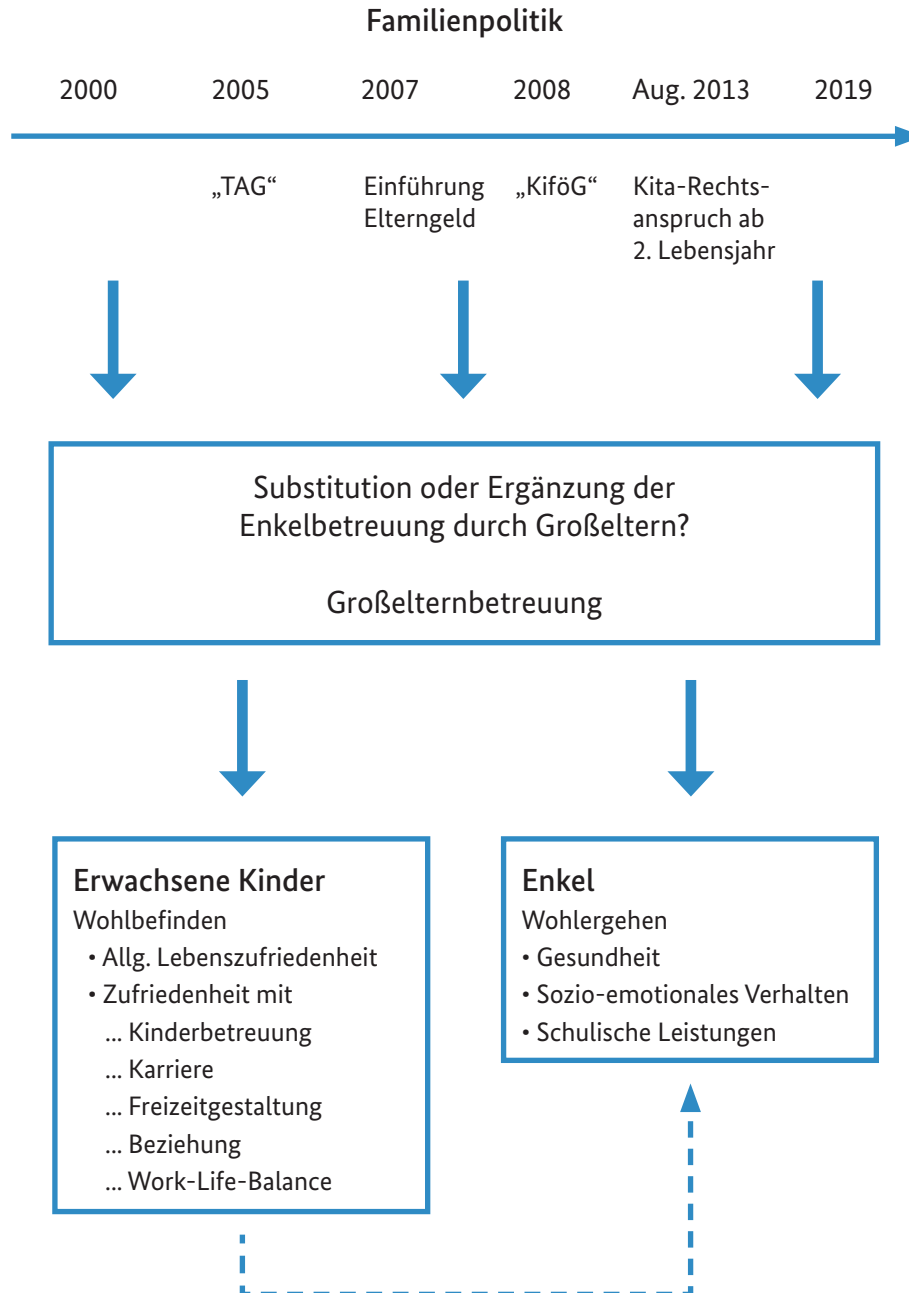 Familienpolitik
2000 2005 2007 2008 Aug. 2013 2019
„TAG“
Einführung
Elterngeld
„KiföG“
Kita-Rechts-
anspruch ab
2. Lebensjahr
Substitution oder Ergänzung der
Enkelbetreuung durch Großeltern?
Großelternbetreuung
Erwachsene Kinder
Wohlbefinden
• Allg. Lebenszufriedenheit
• Zufriedenheit mit
... Kinderbetreuung
... Karriere
... Freizeitgestaltung
... Beziehung
... Work-Life-Balance
Enkel
Wohlergehen
• Gesundheit
• Sozio-emotionales Verhalten
• Schulische Leistungen